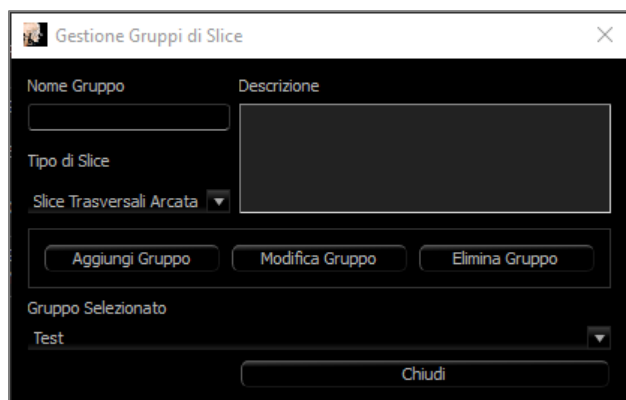 Gestione Gruppi di Slice
Nome Gruppo
Descrizione
Tipo di Slice
Slice Trasversali Arcata
Aggiungi Gruppo
Modifica Gruppo
Elimina Gruppo
Gruppo Selezionato
Test
Chiudi